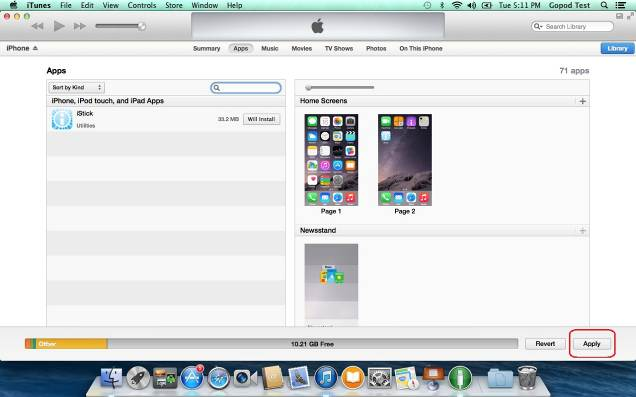 iTunes File Edit View Controls Store Window Help Tue 5:11 PM Gopod Test
Search Library
iPhone Summary Apps Music Movies TV Shows Photos On This iPhone Library
Apps 71 apps
Sort by Kind
iPhone, iPod touch, and iPad Apps Home Screens
iStick
Utilities
33.2 MB Will Install
Page 1 Page 2
Newsstand
Other 10.21 GB Free Revert Apply